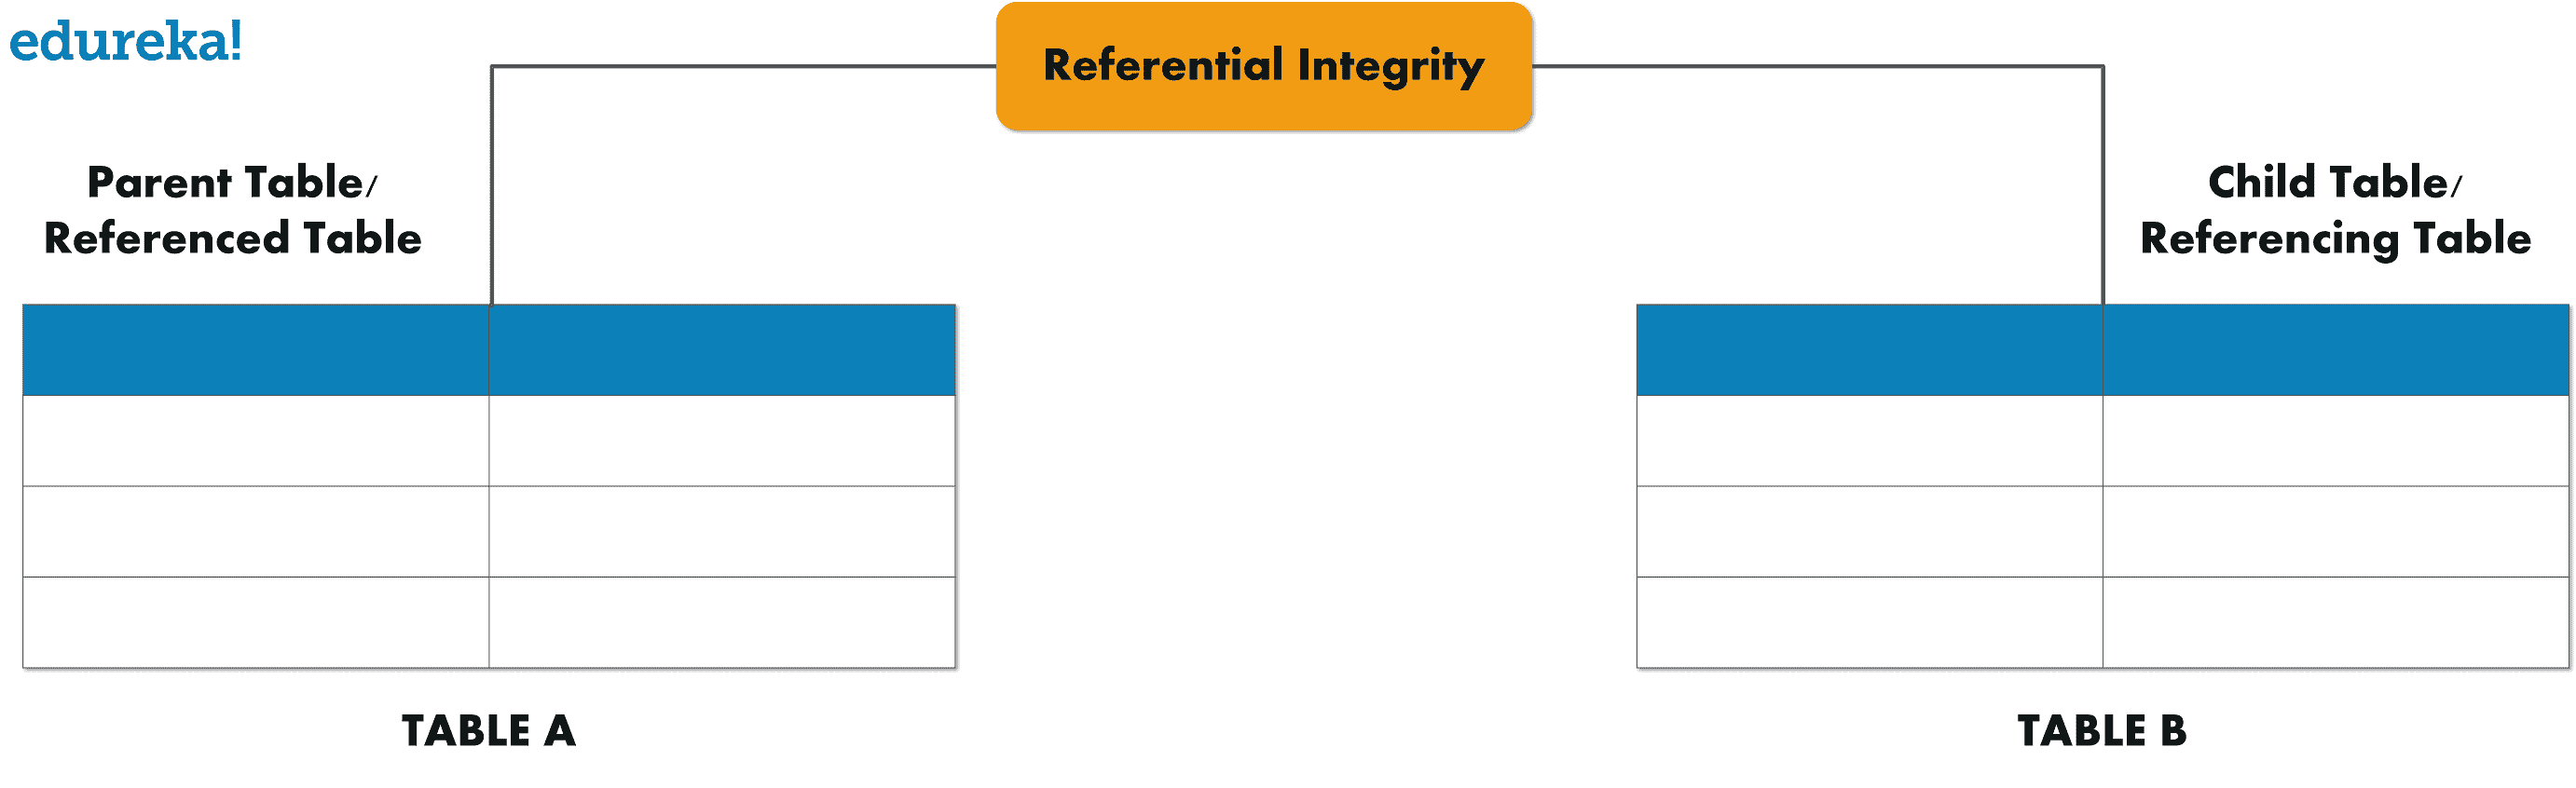 edureka!
Referential Integrity
Parent Table/
Referenced Table
Child Table/
Referencing Table
TABLE A
TABLE B